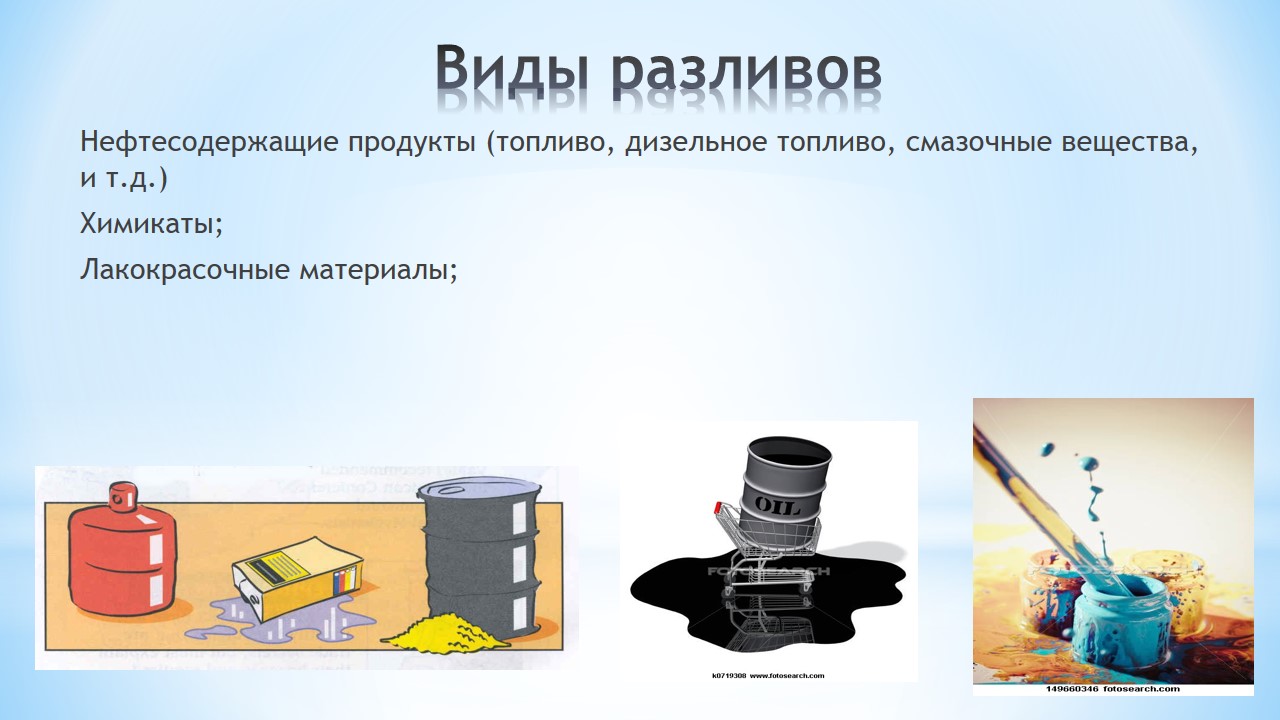 Виды разливов
Нефтесодержащие продукты (топливо, дизельное топливо, смазочные вещества,
и т.д.)
Химикаты;
Лакокрасочные материалы;
OIL
FOTOSEARCH
k0719308 www.fotosearch.com
FOTOSEARCH
149660346 fotosearch.com